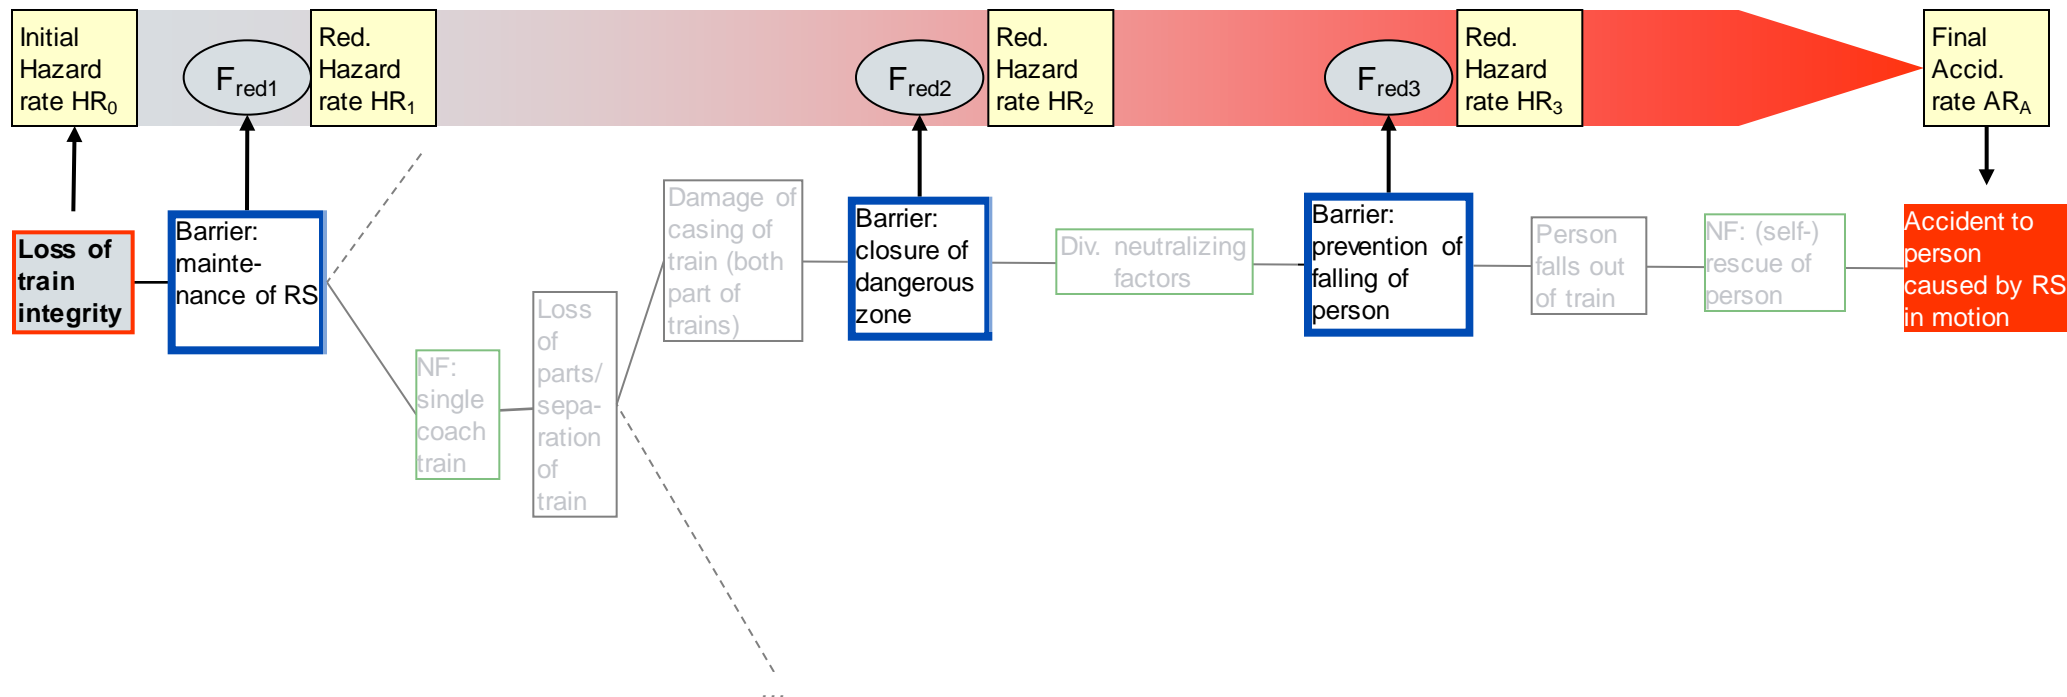 Initial
Hazard
rate HR₀
F_red1
Red.
Hazard
rate HR₁
F_red2
Red.
Hazard
rate HR₂
F_red3
Red.
Hazard
rate HR₃
Final
Accid.
rate AR_A
Loss of
train
integrity
Barrier:
mainte-
nance of RS
NF:
single
coach
train
Loss
of
parts/
sepa-
ration
of
train
Damage of
casing of
train (both
part of
trains)
Barrier:
closure of
dangerous
zone
Div. neutralizing
factors
Barrier:
prevention of
falling of
person
Person
falls out
of train
NF: (self-)
rescue of
person
Accident to
person
caused by RS
in motion
...